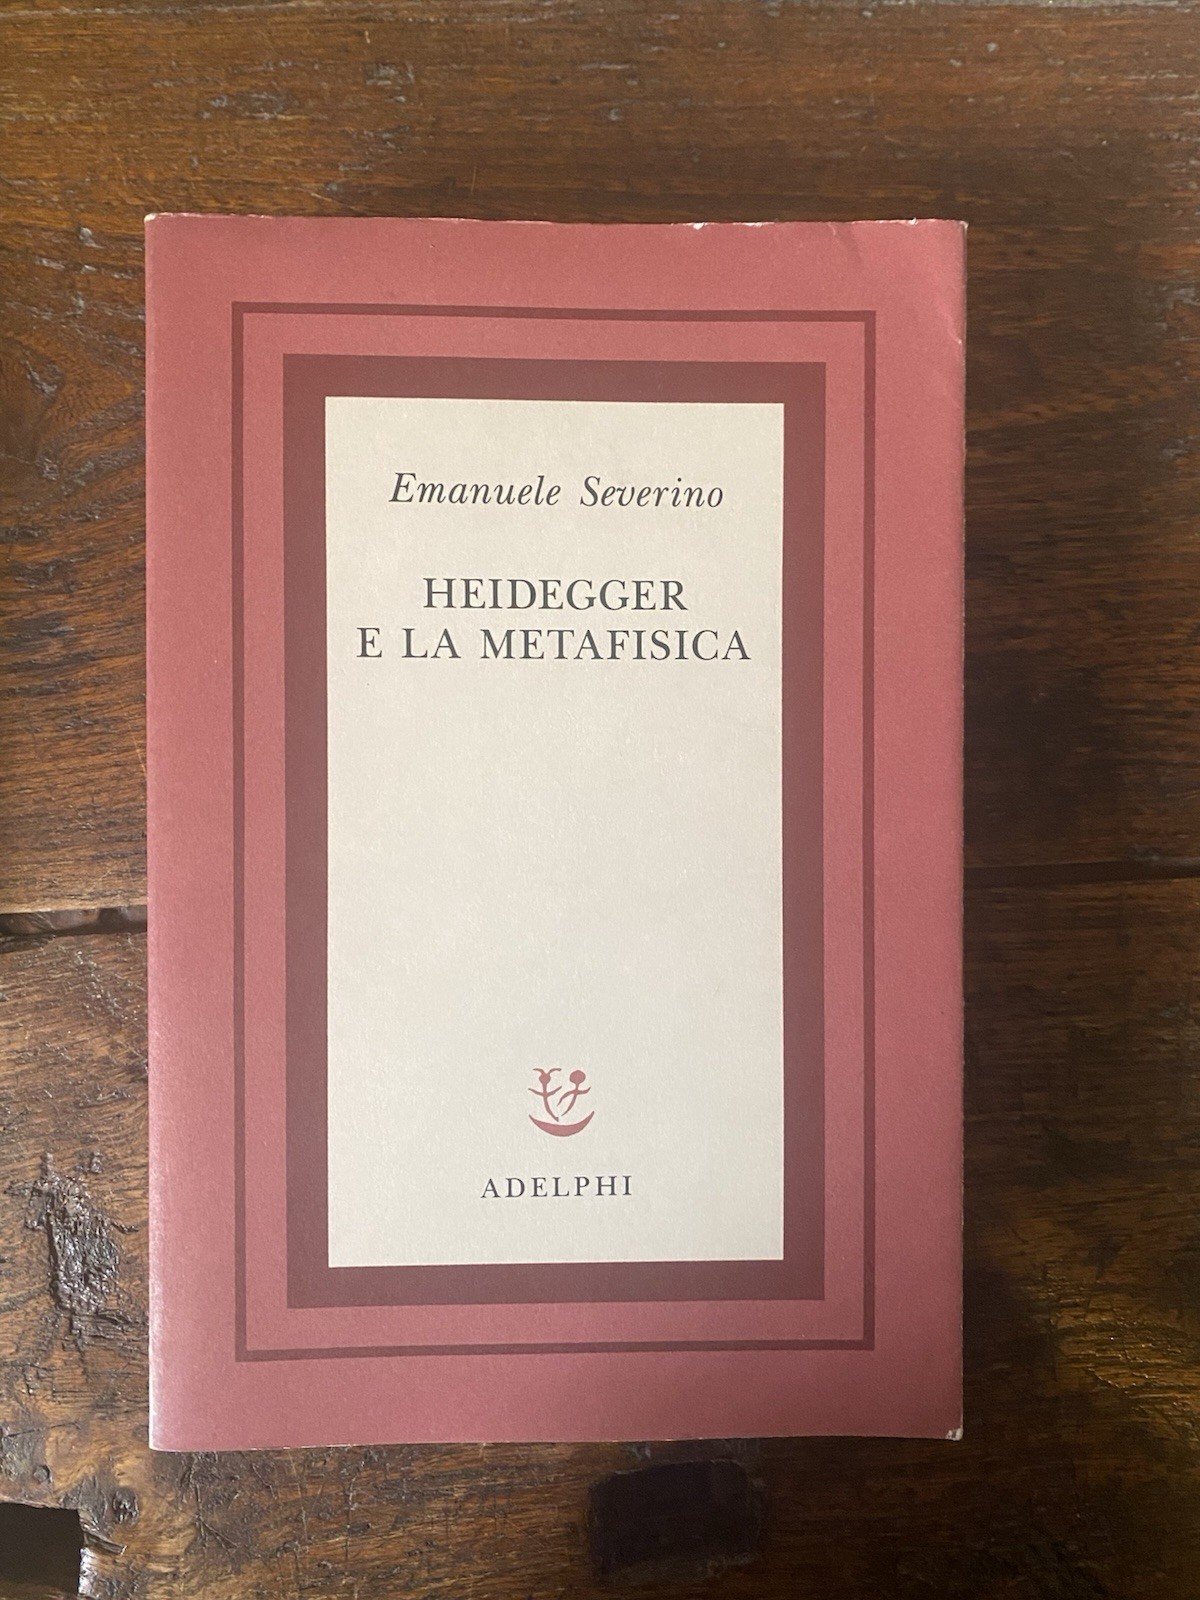 Emanuele Severino
HEIDEGGER
E LA METAFISICA
ADELPHI